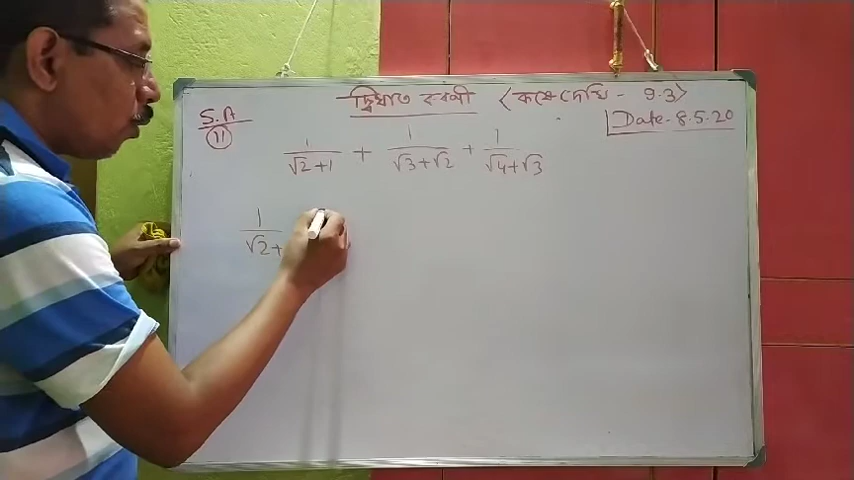 দ্বিঘাত করণী < কষে দেখি - 9.3>
S.A Date - 8.5.20
(ii)
1/(√2+1) + 1/(√3+√2) + 1/(√4+√3)
1/(√2+